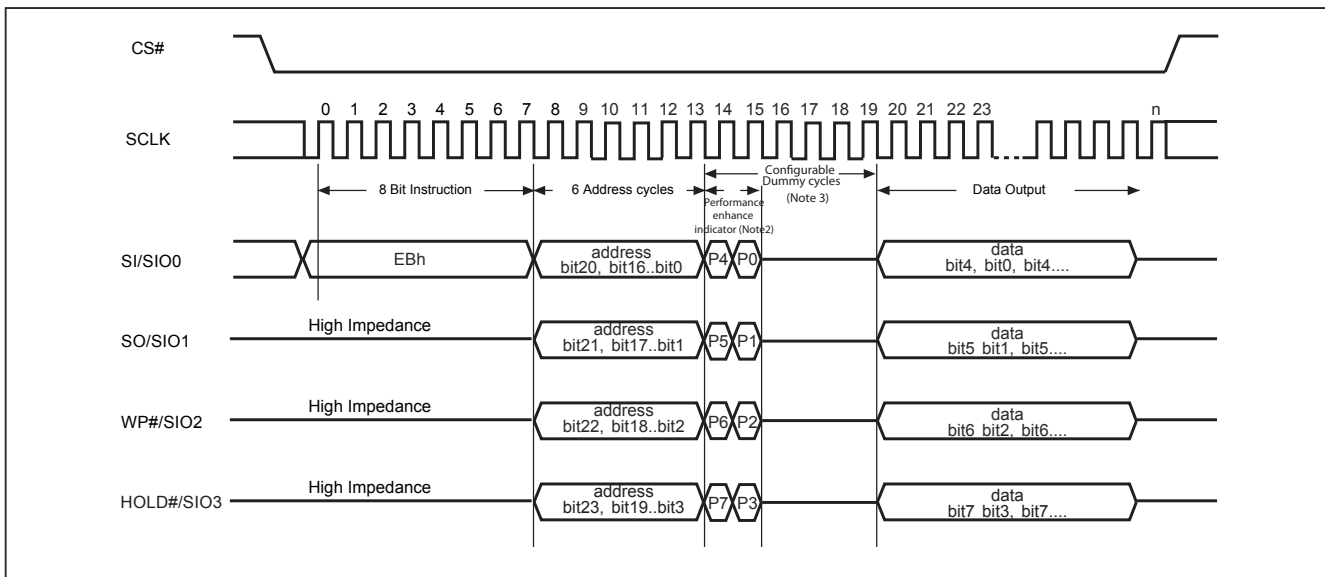 CS#
0 1 2 3 4 5 6 7 8 9 10 11 12 13 14 15 16 17 18 19 20 21 22 23 n
SCLK
8 Bit Instruction
6 Address cycles
Configurable
Dummy cycles
(Note 3)
Data Output
Performance
enhance
indicator (Note2)
SI/SIO0
EBh
address
bit20, bit16..bit0
P4 P0
data
bit4, bit0, bit4....
SO/SIO1
High Impedance
address
bit21, bit17..bit1
P5 P1
data
bit5 bit1, bit5....
WP#/SIO2
High Impedance
address
bit22, bit18..bit2
P6 P2
data
bit6 bit2, bit6....
HOLD#/SIO3
High Impedance
address
bit23, bit19..bit3
P7 P3
data
bit7 bit3, bit7....